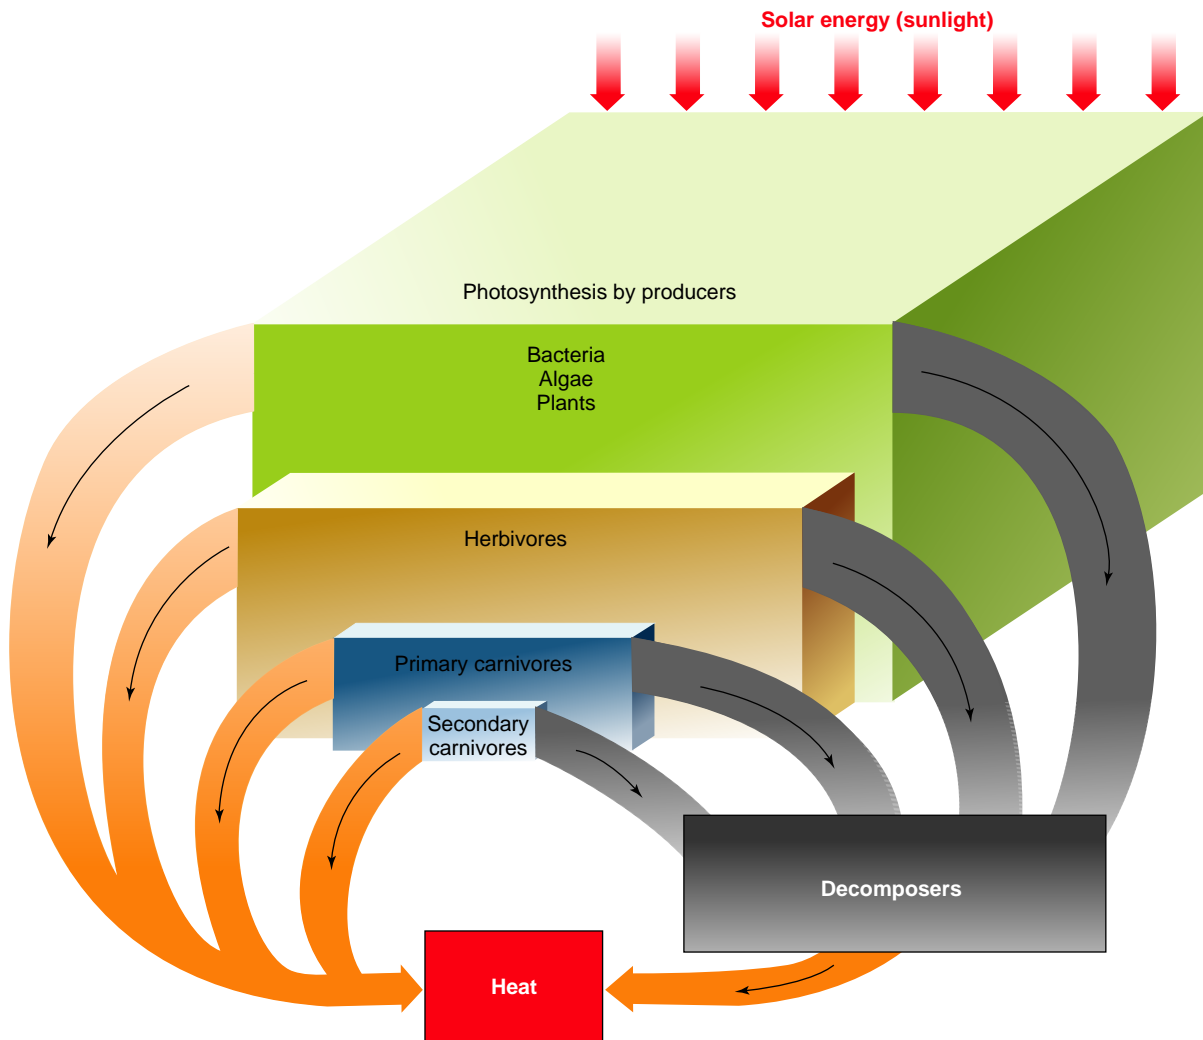 Solar energy (sunlight)
Photosynthesis by producers
Bacteria
Algae
Plants
Herbivores
Primary carnivores
Secondary
carnivores
Decomposers
Heat